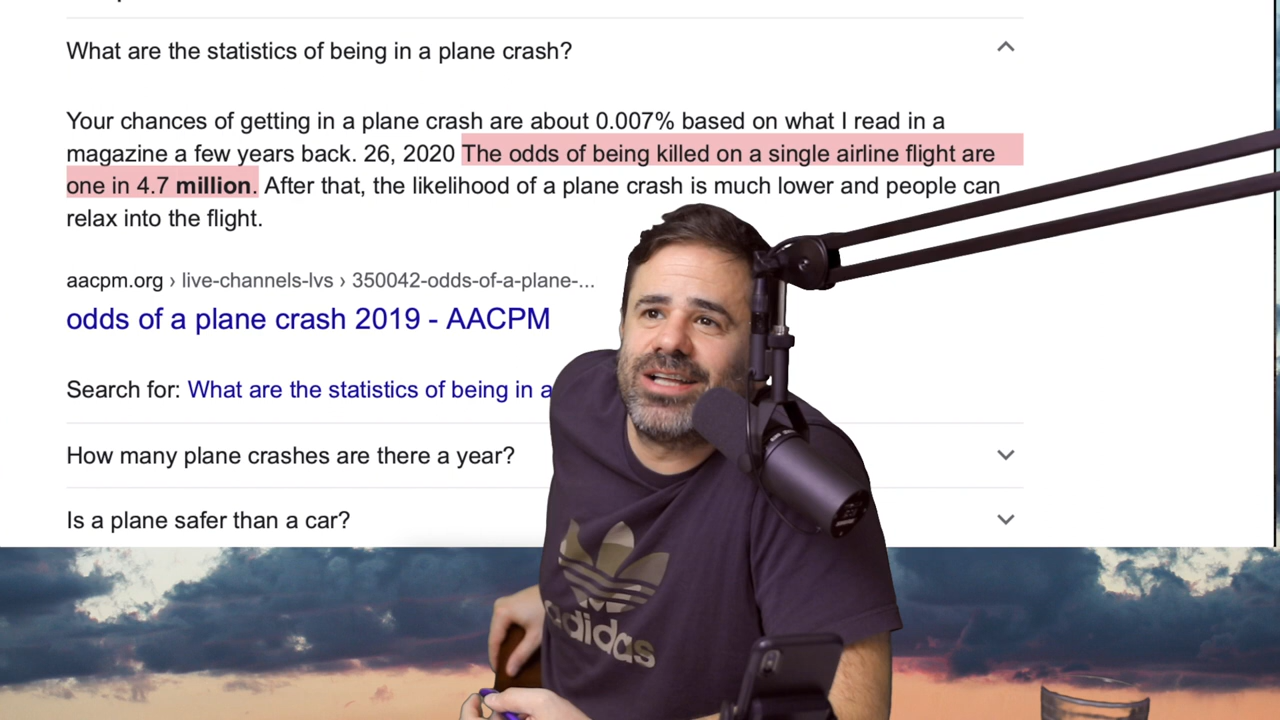 What are the statistics of being in a plane crash?
Your chances of getting in a plane crash are about 0.007% based on what I read in a
magazine a few years back. 26, 2020 The odds of being killed on a single airline flight are
one in 4.7 million. After that, the likelihood of a plane crash is much lower and people can
relax into the flight.
aacpm.org › live-channels-lvs › 350042-odds-of-a-plane-...
odds of a plane crash 2019 - AACPM
Search for: What are the statistics of being in a
How many plane crashes are there a year?
Is a plane safer than a car?
adidas